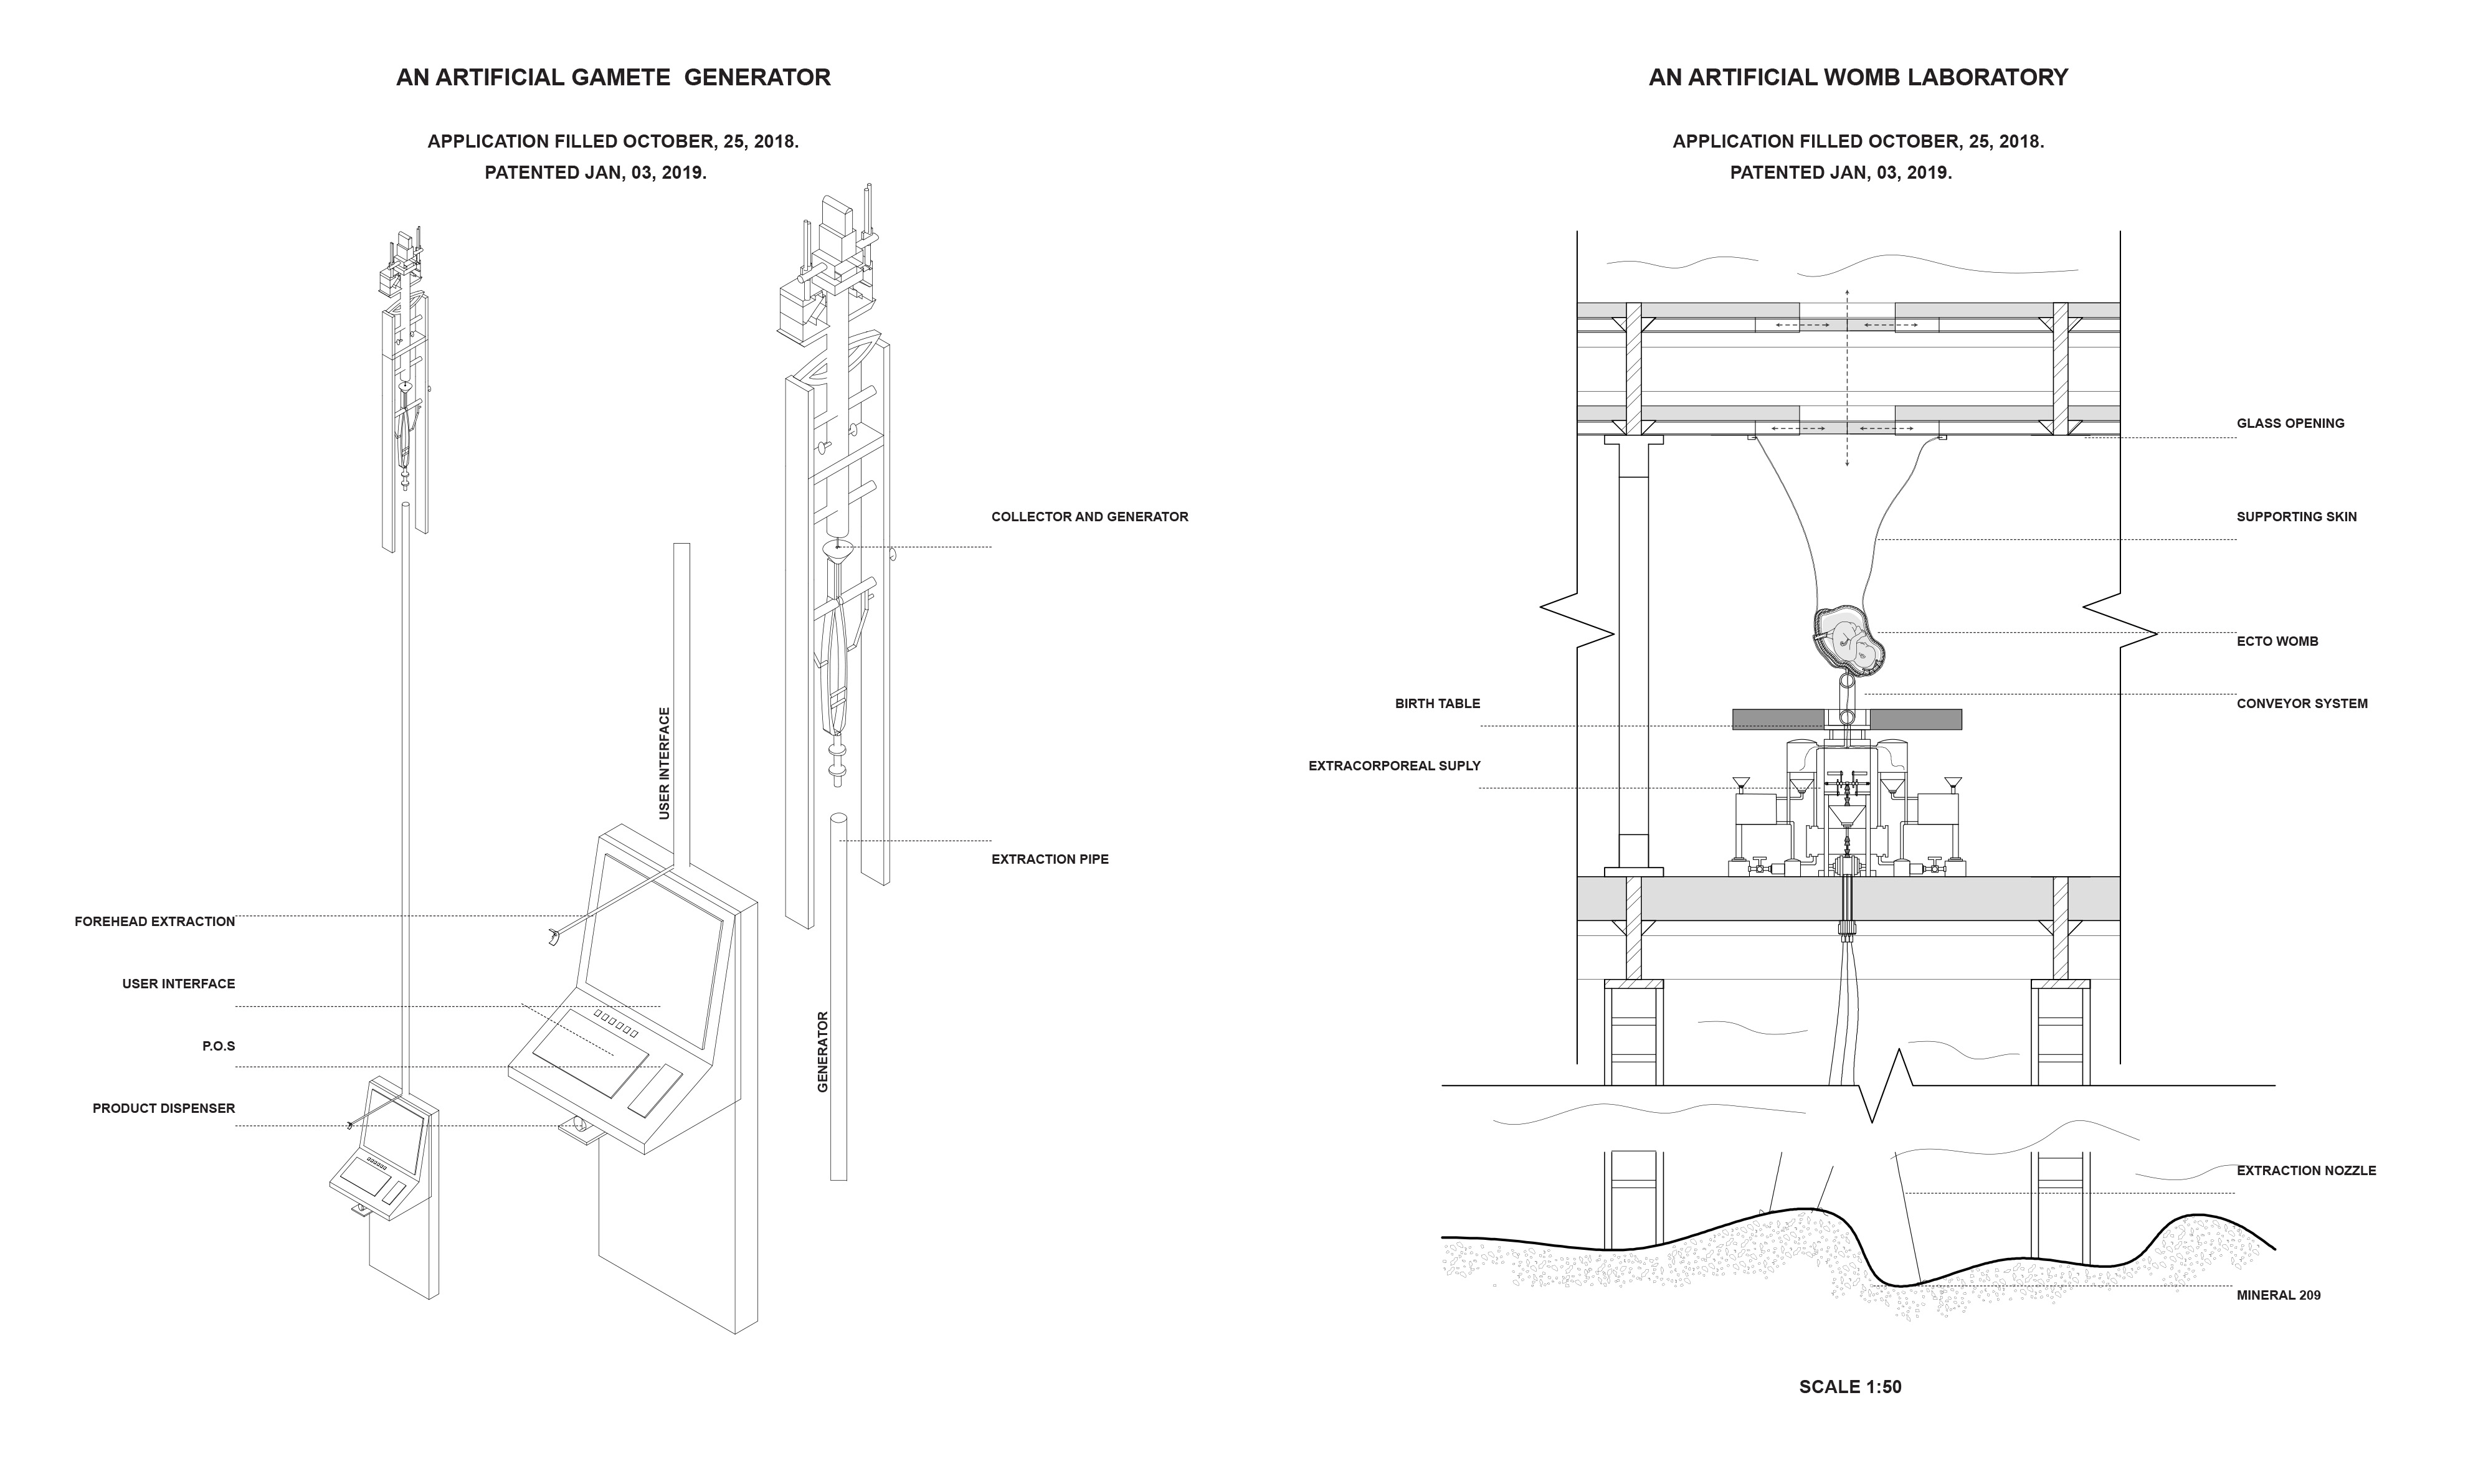 AN ARTIFICIAL GAMETE  GENERATOR
APPLICATION FILLED OCTOBER, 25, 2018.
PATENTED JAN, 03, 2019.
COLLECTOR AND GENERATOR
USER INTERFACE
EXTRACTION PIPE
FOREHEAD EXTRACTION
USER INTERFACE
P.O.S
GENERATOR
PRODUCT DISPENSER
AN ARTIFICIAL WOMB LABORATORY
APPLICATION FILLED OCTOBER, 25, 2018.
PATENTED JAN, 03, 2019.
GLASS OPENING
SUPPORTING SKIN
ECTO WOMB
BIRTH TABLE
CONVEYOR SYSTEM
EXTRACORPOREAL SUPLY
EXTRACTION NOZZLE
MINERAL 209
SCALE 1:50